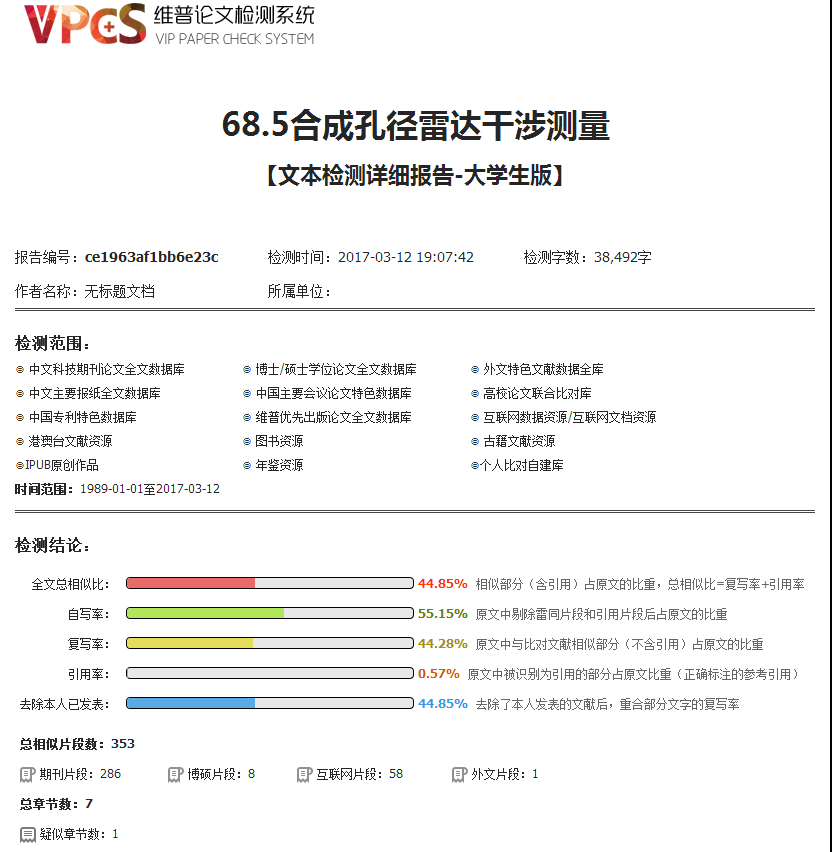 VPCS 维普论文检测系统
VIP PAPER CHECK SYSTEM
68.5合成孔径雷达干涉测量
【文本检测详细报告-大学生版】
报告编号：ce1963af1bb6e23c 检测时间：2017-03-12 19:07:42 检测字数：38,492字
作者名称：无标题文档 所属单位：
检测范围：
中文科技期刊论文全文数据库 博士/硕士学位论文全文数据库 外文特色文献数据全库
中文主要报纸全文数据库 中国主要会议论文特色数据库 高校论文联合比对库
中国专利特色数据库 维普优先出版论文全文数据库 互联网数据资源/互联网文档资源
港澳台文献资源 图书资源 古籍文献资源
IPUB原创作品 年鉴资源 个人比对自建库
时间范围：1989-01-01至2017-03-12
检测结论：
全文总相似比： 44.85% 相似部分（含引用）占原文的比重，总相似比=复写率+引用率
自写率： 55.15% 原文中剔除雷同片段和引用片段后占原文的比重
复写率： 44.28% 原文中与比对文献相似部分（不含引用）占原文的比重
引用率： 0.57% 原文中被识别为引用的部分占原文比重（正确标注的参考引用）
去除本人已发表： 44.85% 去除了本人发表的文献后，重合部分文字的复写率
总相似片段数：353
期刊片段：286 博硕片段：8 互联网片段：58 外文片段：1
总章节数：7
疑似章节数：1